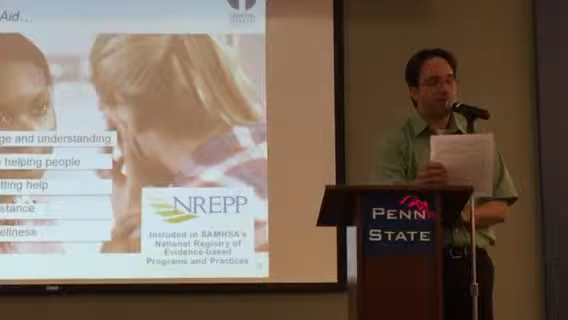 Aid...
ge and understanding
helping people
tting help
stance
ellness
NREPP
Included in SAMHSA's
National Registry of
Evidence-based
Programs and Practices
PENN
STATE